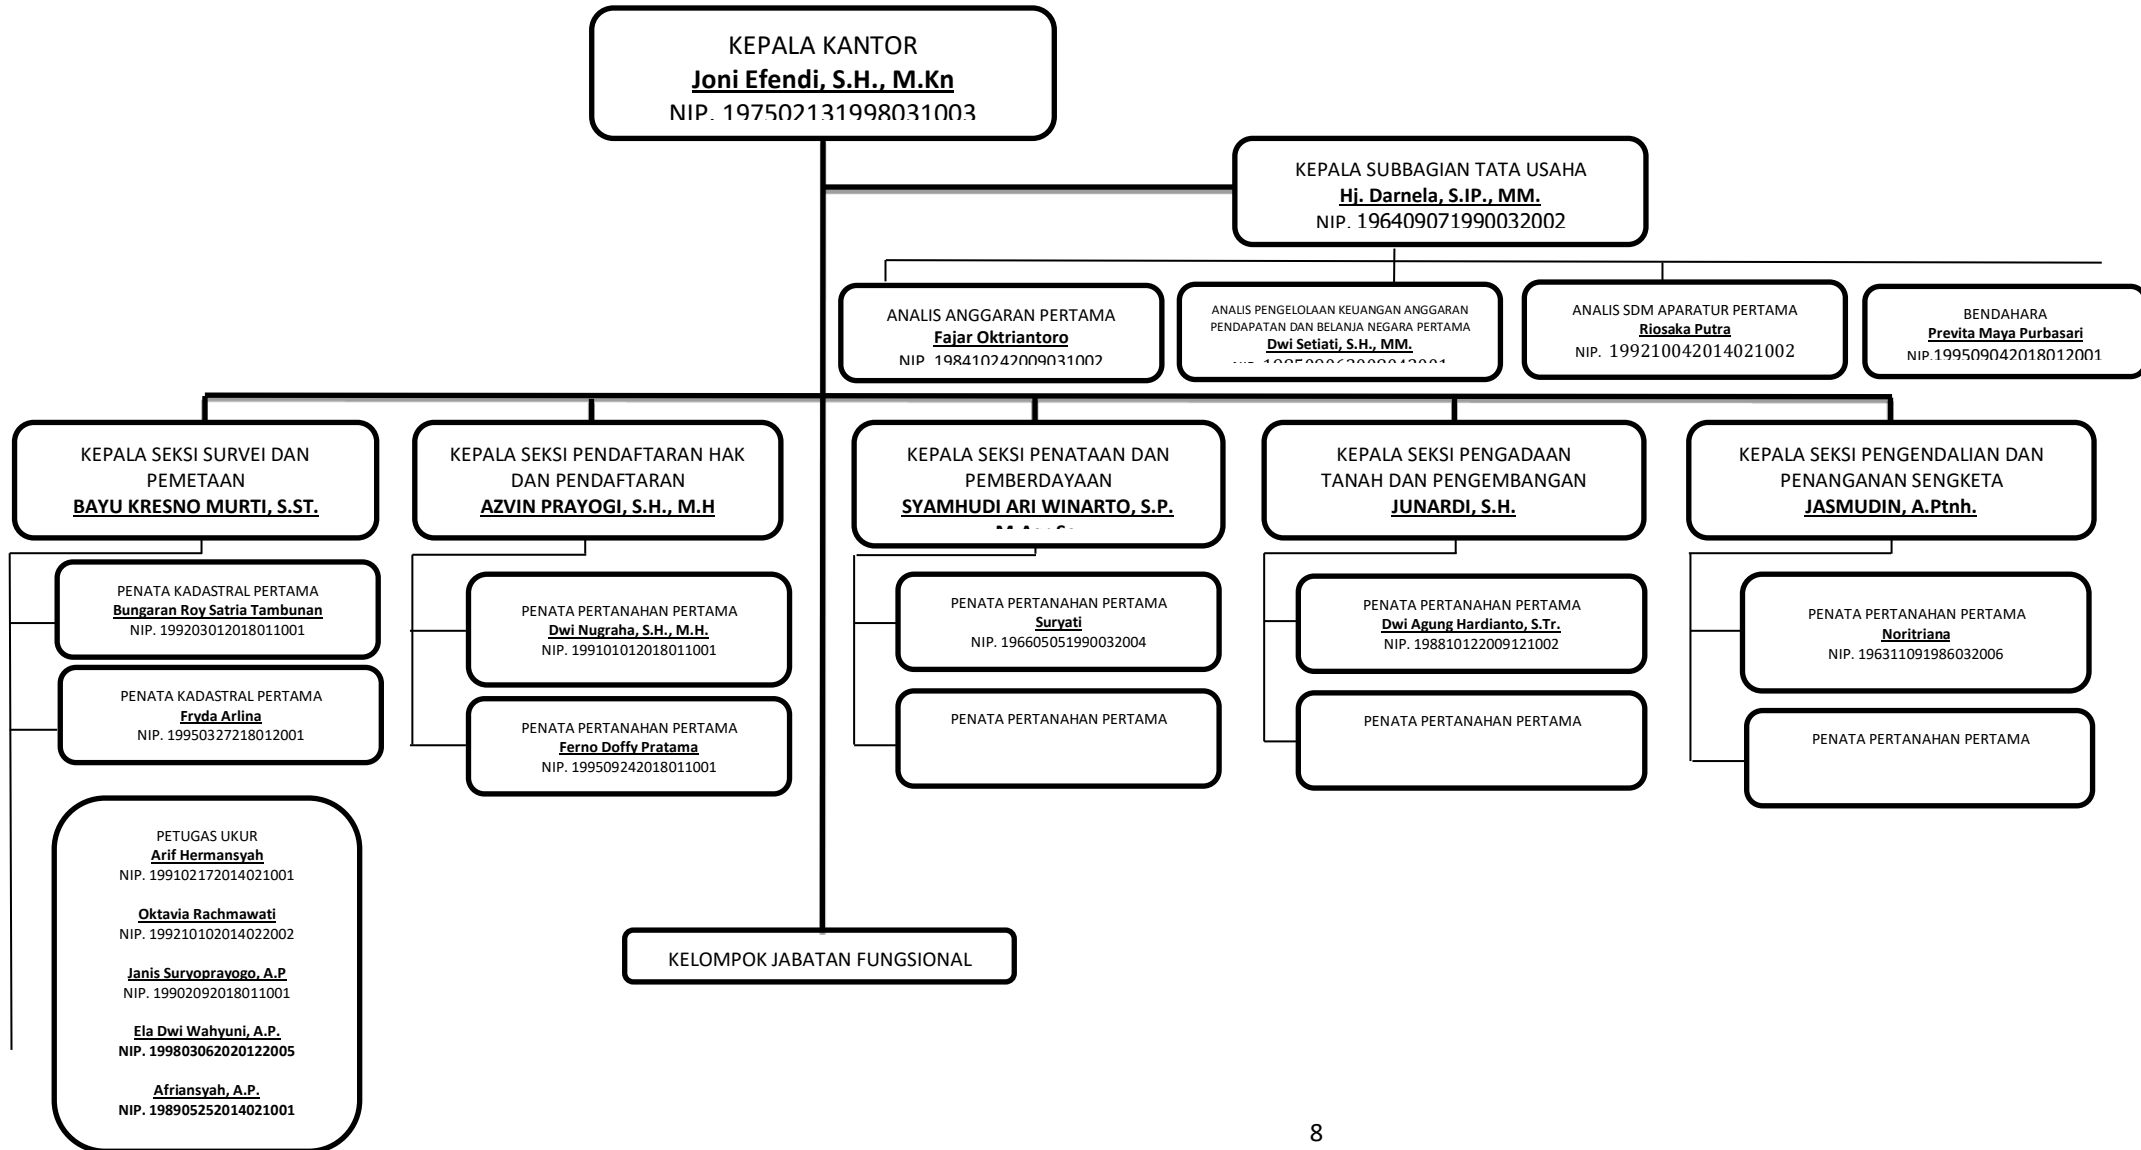 KEPALA KANTOR
Joni Efendi, S.H., M.Kn
NIP. 197502131998031003
KEPALA SUBBAGIAN TATA USAHA
Hj. Darnela, S.IP., MM.
NIP. 196409071990032002
ANALIS ANGGARAN PERTAMA
Fajar Oktriantoro
NIP. 198410242009031002
ANALIS PENGELOLAAN KEUANGAN ANGGARAN
PENDAPATAN DAN BELANJA NEGARA PERTAMA
Dwi Setiati, S.H., MM.
ANALIS SDM APARATUR PERTAMA
Riosaka Putra
NIP. 199210042014021002
BENDAHARA
Previta Maya Purbasari
NIP.199509042018012001
KEPALA SEKSI SURVEI DAN
PEMETAAN
BAYU KRESNO MURTI, S.ST.
KEPALA SEKSI PENDAFTARAN HAK
DAN PENDAFTARAN
AZVIN PRAYOGI, S.H., M.H
KEPALA SEKSI PENATAAN DAN
PEMBERDAYAAN
SYAMHUDI ARI WINARTO, S.P.
KEPALA SEKSI PENGADAAN
TANAH DAN PENGEMBANGAN
JUNARDI, S.H.
KEPALA SEKSI PENGENDALIAN DAN
PENANGANAN SENGKETA
JASMUDIN, A.Ptnh.
PENATA KADASTRAL PERTAMA
Bungaran Roy Satria Tambunan
NIP. 199203012018011001
PENATA KADASTRAL PERTAMA
Fryda Arlina
NIP. 19950327218012001
PETUGAS UKUR
Arif Hermansyah
NIP. 199102172014021001
Oktavia Rachmawati
NIP. 199210102014022002
Janis Suryoprayogo, A.P
NIP. 19902092018011001
Ela Dwi Wahyuni, A.P.
NIP. 199803062020122005
Afriansyah, A.P.
NIP. 198905252014021001
PENATA PERTANAHAN PERTAMA
Dwi Nugraha, S.H., M.H.
NIP. 199101012018011001
PENATA PERTANAHAN PERTAMA
Ferno Doffy Pratama
NIP. 199509242018011001
PENATA PERTANAHAN PERTAMA
Suryati
NIP. 196605051990032004
PENATA PERTANAHAN PERTAMA
PENATA PERTANAHAN PERTAMA
Dwi Agung Hardianto, S.Tr.
NIP. 198810122009121002
PENATA PERTANAHAN PERTAMA
PENATA PERTANAHAN PERTAMA
Noritriana
NIP. 196311091986032006
PENATA PERTANAHAN PERTAMA
KELOMPOK JABATAN FUNGSIONAL
8